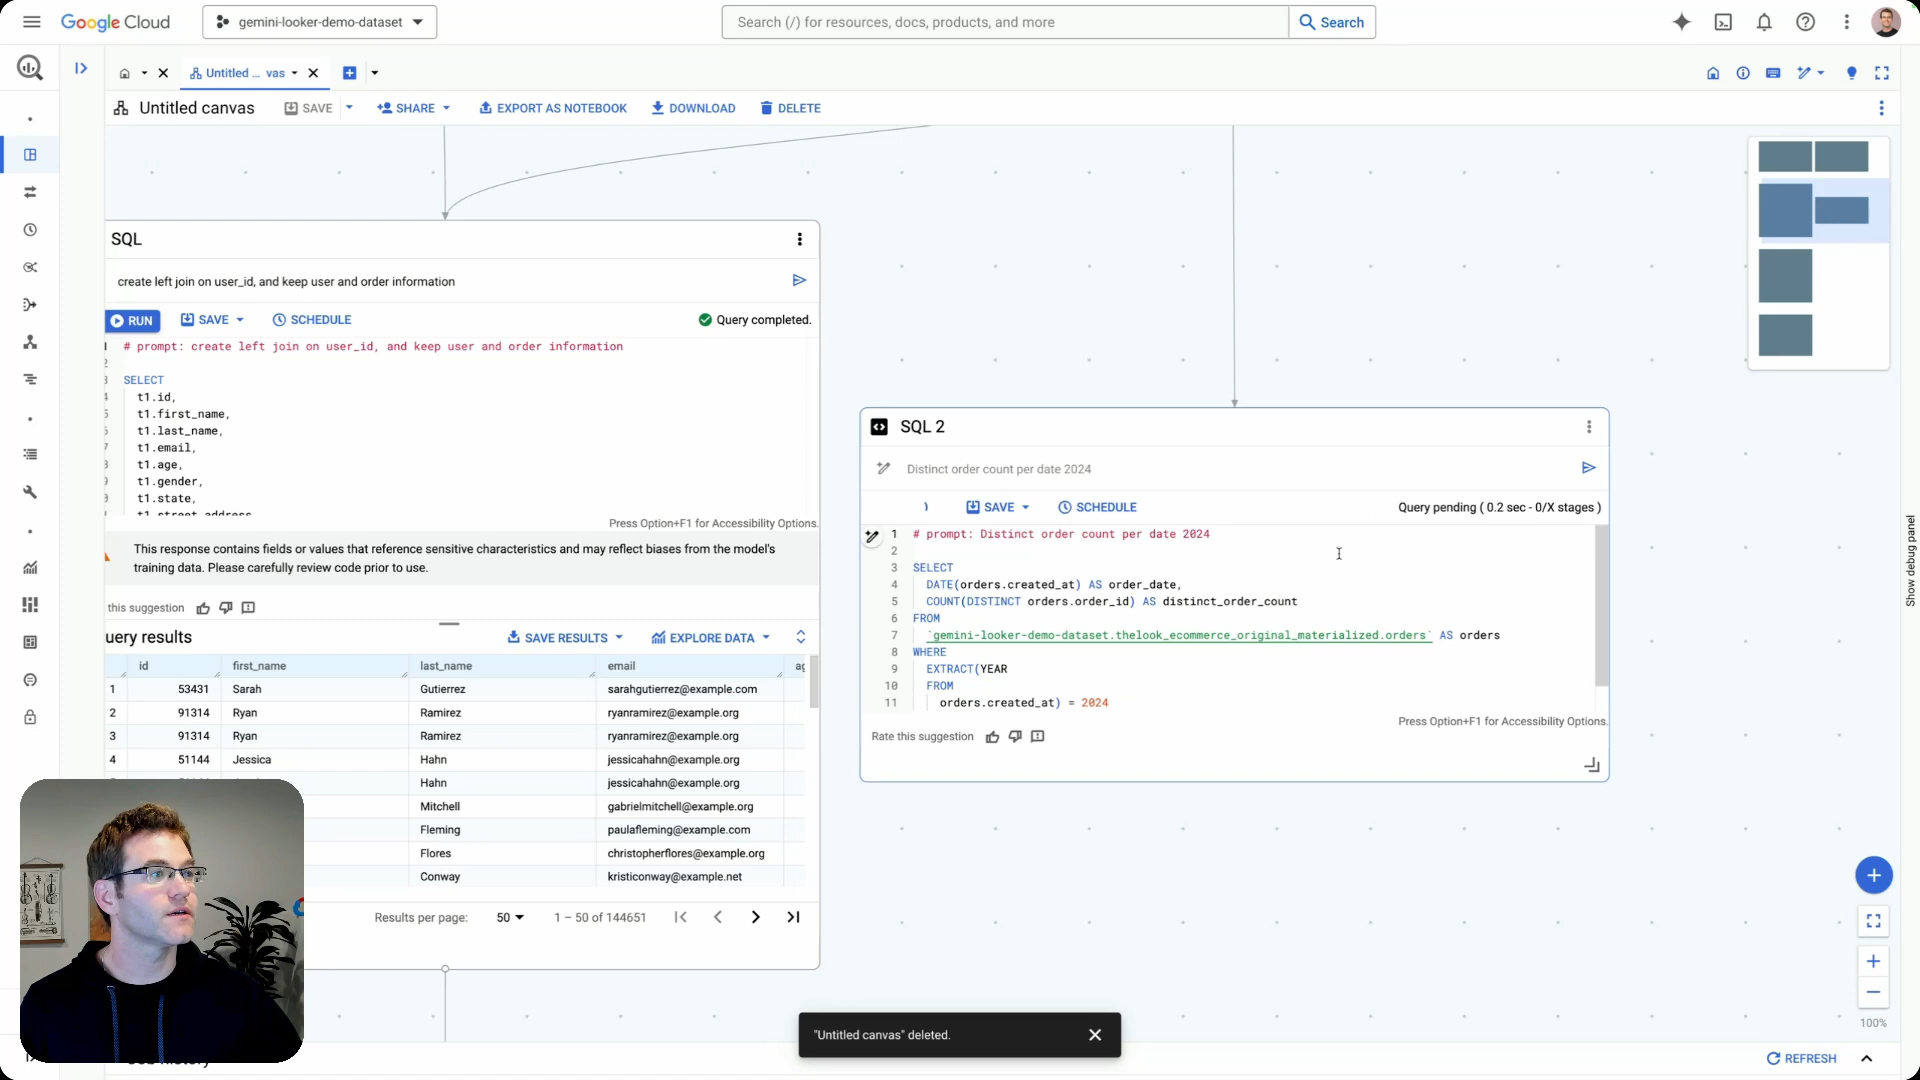 Google Cloud
gemini-looker-demo-dataset
Search (/) for resources, docs, products, and more
Search
Untitled ... vas
Untitled canvas
SAVE
SHARE
EXPORT AS NOTEBOOK
DOWNLOAD
DELETE
SQL
create left join on user_id, and keep user and order information
RUN
SAVE
SCHEDULE
Query completed.
# prompt: create left join on user_id, and keep user and order information
SELECT
t1.id,
t1.first_name,
t1.last_name,
t1.email,
t1.age,
t1.gender,
t1.state,
t1.street_address
Press Option+F1 for Accessibility Options.
This response contains fields or values that reference sensitive characteristics and may reflect biases from the model's
training data. Please carefully review code prior to use.
this suggestion
uery results
SAVE RESULTS
EXPLORE DATA
id first_name last_name email ag
1 53431 Sarah Gutierrez sarahgutierrez@example.com
2 91314 Ryan Ramirez ryanramirez@example.org
3 91314 Ryan Ramirez ryanramirez@example.org
4 51144 Jessica Hahn jessicahahn@example.org
Hahn jessicahahn@example.org
Mitchell gabrielmitchell@example.org
Fleming paulafleming@example.com
Flores christopherflores@example.org
Conway kristiconway@example.net
Results per page: 50 1 – 50 of 144651
SQL 2
Distinct order count per date 2024
SAVE
SCHEDULE
Query pending ( 0.2 sec - 0/X stages )
1 # prompt: Distinct order count per date 2024
2
3 SELECT
4 DATE(orders.created_at) AS order_date,
5 COUNT(DISTINCT orders.order_id) AS distinct_order_count
6 FROM
7 `gemini-looker-demo-dataset.thelook_ecommerce_original_materialized.orders` AS orders
8 WHERE
9 EXTRACT(YEAR
10 FROM
11 orders.created_at) = 2024
Press Option+F1 for Accessibility Options.
Rate this suggestion
"Untitled canvas" deleted.
100%
REFRESH
Show debug panel